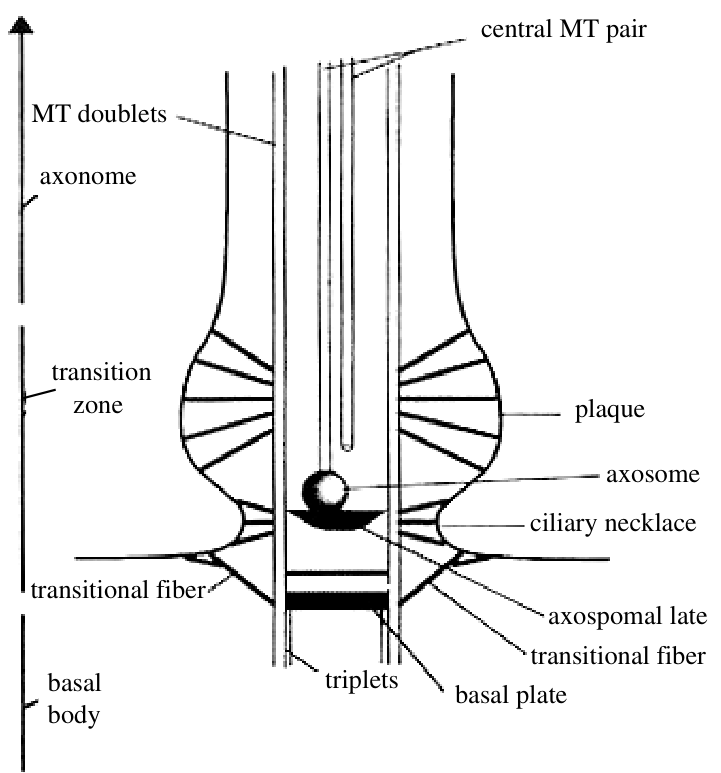 central MT pair
MT doublets
axonome
transition
zone
plaque
axosome
ciliary necklace
transitional fiber
axospomal late
transitional fiber
triplets
basal plate
basal
body